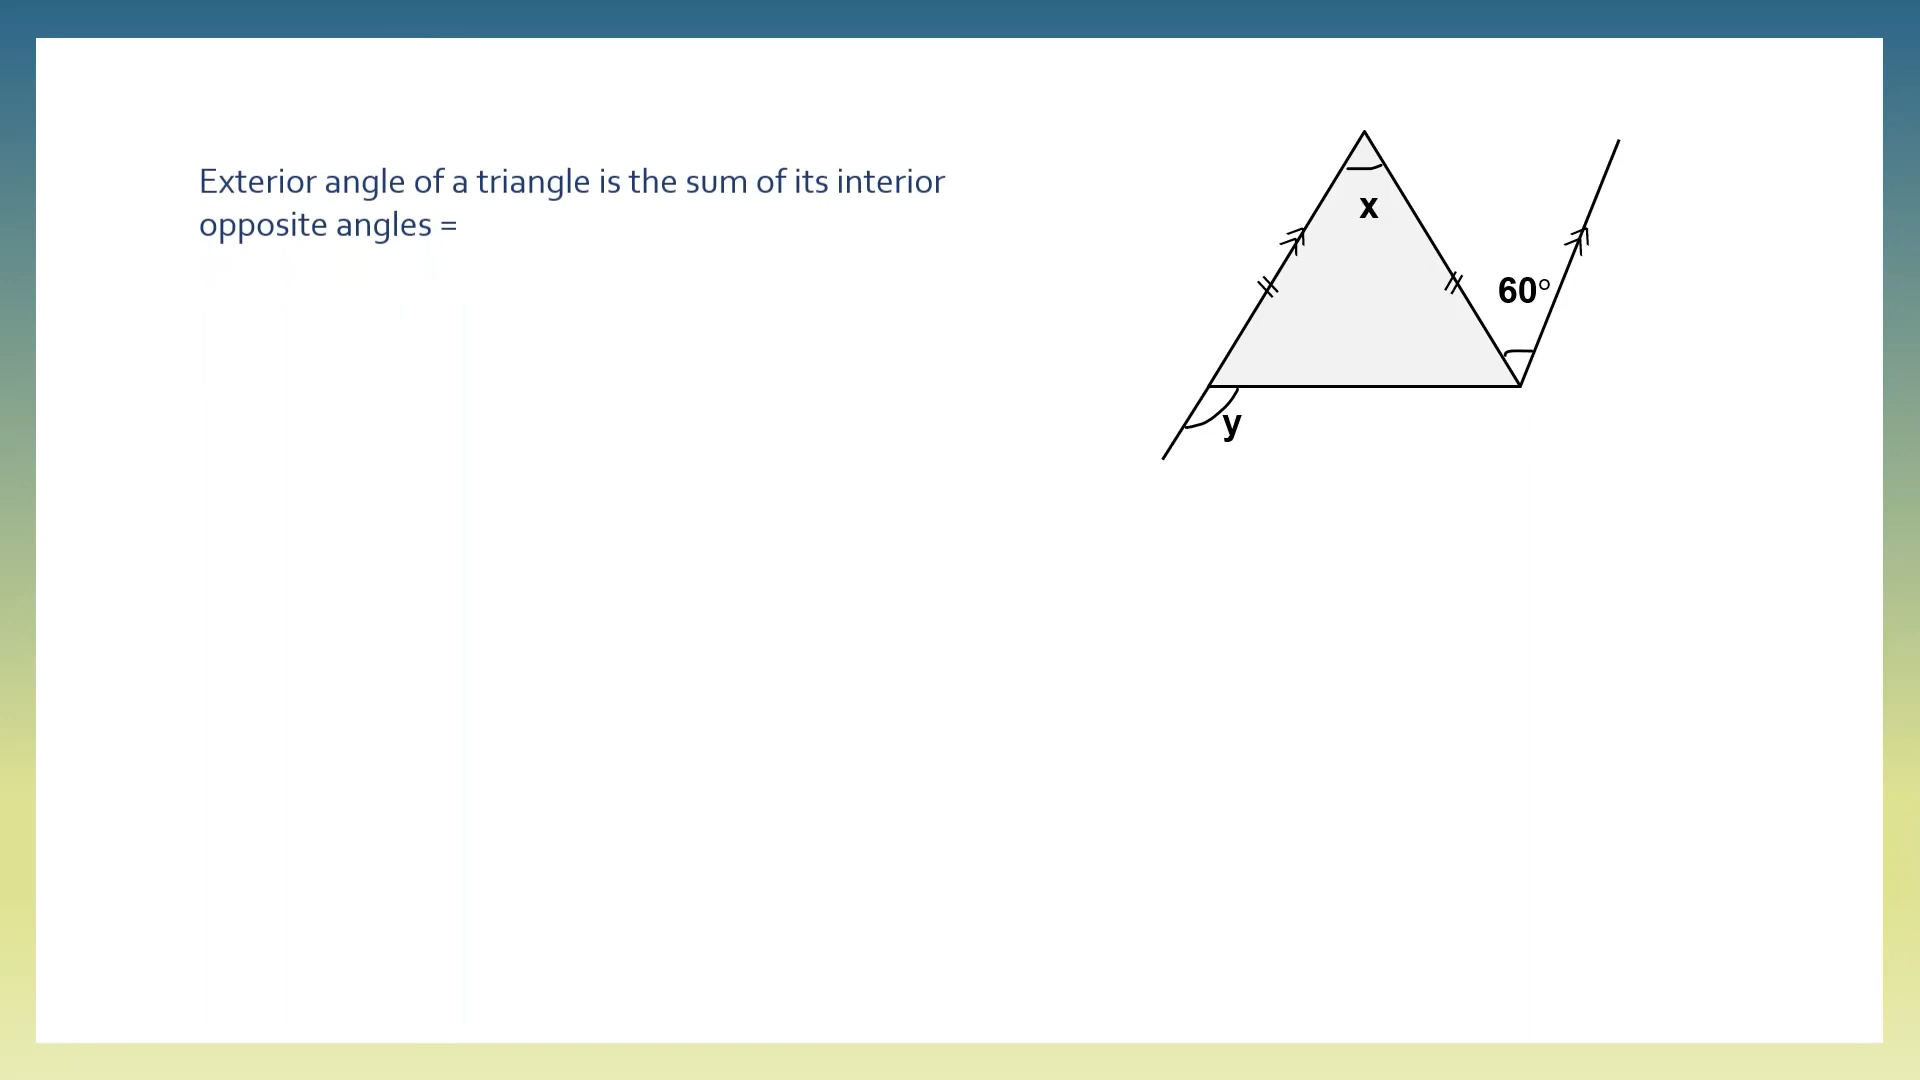 Exterior angle of a triangle is the sum of its interior
opposite angles =
x
60°
y